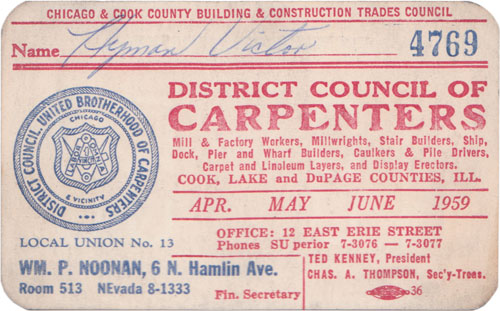 CHICAGO & COOK COUNTY BUILDING & CONSTRUCTION TRADES COUNCIL
Name Hyman Victor 4769
DISTRICT COUNCIL OF
CARPENTERS
Mill & Factory Workers, Millwrights, Stair Builders, Ship,
Dock, Pier and Wharf Builders, Caulkers & Pile Drivers,
Carpet and Linoleum Layers, and Display Erectors.
COOK, LAKE and DuPAGE COUNTIES, ILL.
APR. MAY JUNE 1959
DISTRICT COUNCIL, UNITED BROTHERHOOD OF CARPENTERS
CHICAGO
& VICINITY
LOCAL UNION No. 13
WM. P. NOONAN, 6 N. Hamlin Ave.
Room 513 NEvada 8-1333
Fin. Secretary
OFFICE: 12 EAST ERIE STREET
Phones SU perior 7-3076 — 7-3077
TED KENNEY, President
CHAS. A. THOMPSON, Sec'y-Treas.
36